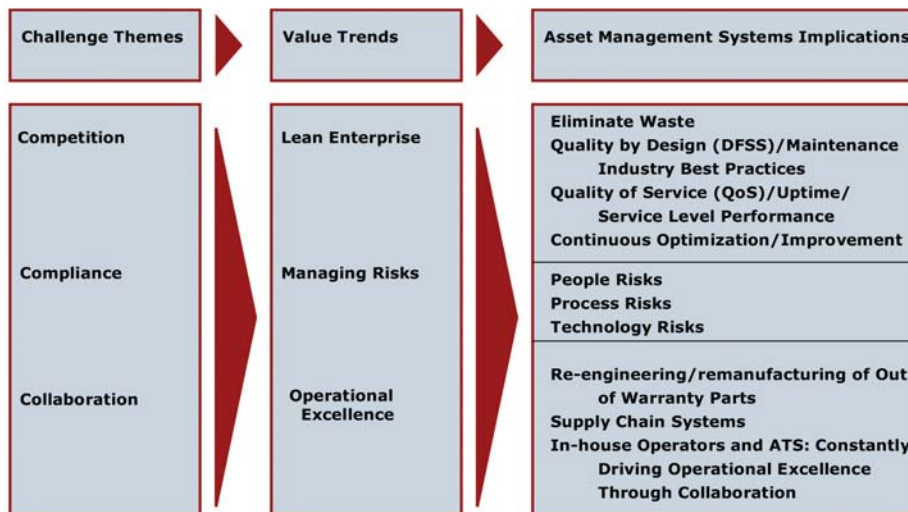 Challenge Themes
Value Trends
Asset Management Systems Implications
Competition
Compliance
Collaboration
Lean Enterprise
Managing Risks
Operational
Excellence
Eliminate Waste
Quality by Design (DFSS)/Maintenance
Industry Best Practices
Quality of Service (QoS)/Uptime/
Service Level Performance
Continuous Optimization/Improvement
People Risks
Process Risks
Technology Risks
Re-engineering/remanufacturing of Out
of Warranty Parts
Supply Chain Systems
In-house Operators and ATS: Constantly
Driving Operational Excellence
Through Collaboration